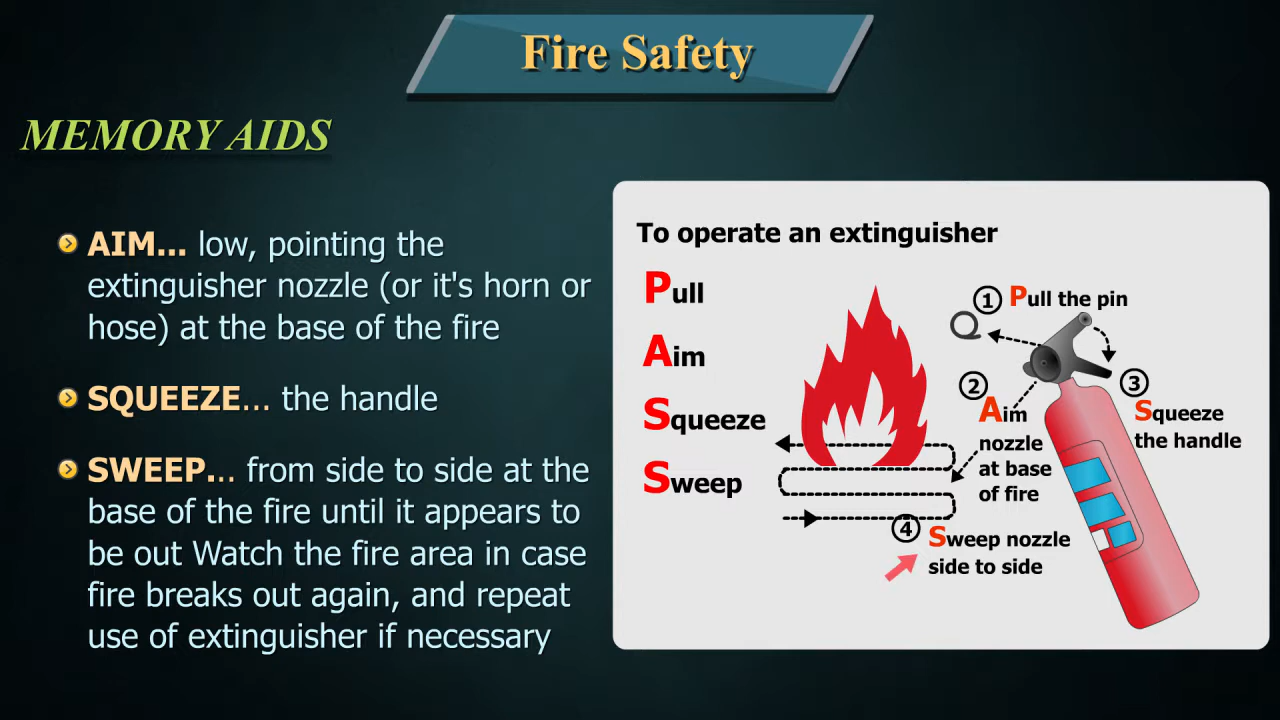 Fire Safety
MEMORY AIDS
AIM... low, pointing the
extinguisher nozzle (or it's horn or
hose) at the base of the fire
SQUEEZE... the handle
SWEEP... from side to side at the
base of the fire until it appears to
be out Watch the fire area in case
fire breaks out again, and repeat
use of extinguisher if necessary
To operate an extinguisher
Pull
Aim
Squeeze
Sweep
1 Pull the pin
2
Aim
nozzle
at base
of fire
3
Squeeze
the handle
4
Sweep nozzle
side to side